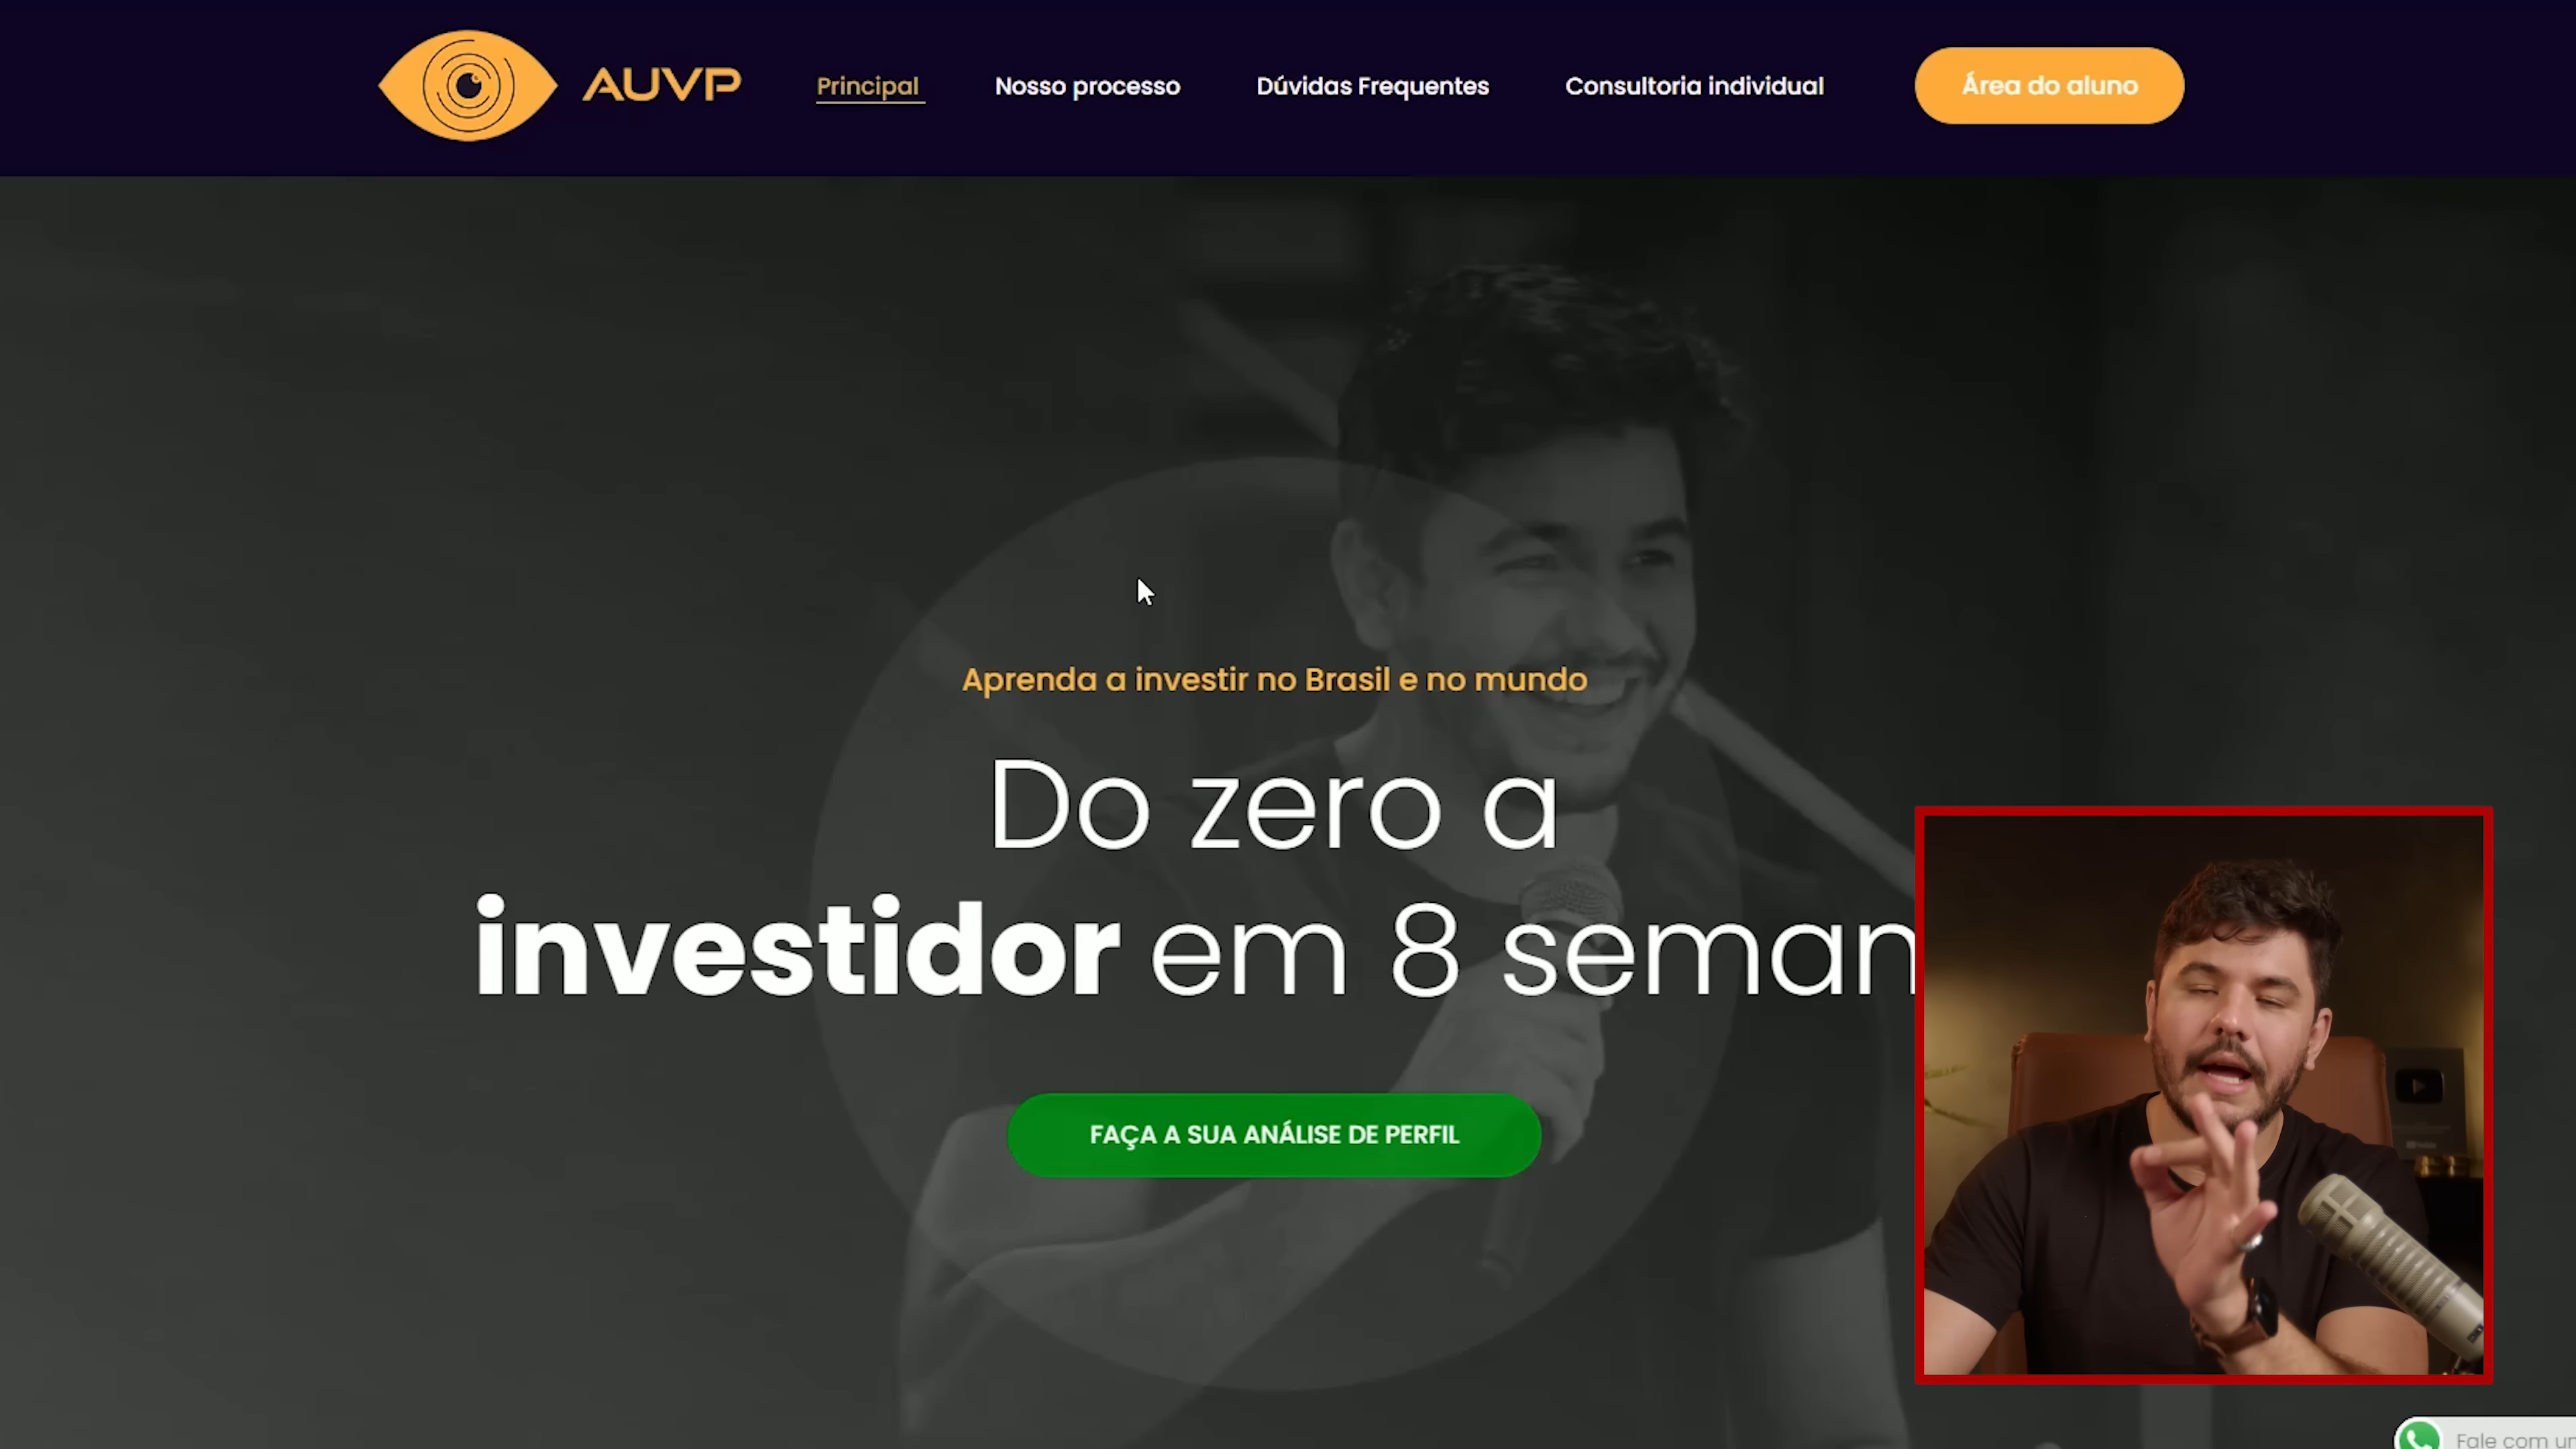 AUVP
Principal
Nosso processo
Dúvidas Frequentes
Consultoria individual
Área do aluno
Aprenda a investir no Brasil e no mundo
Do zero a
investidor em 8 seman
FAÇA A SUA ANÁLISE DE PERFIL
Fale com